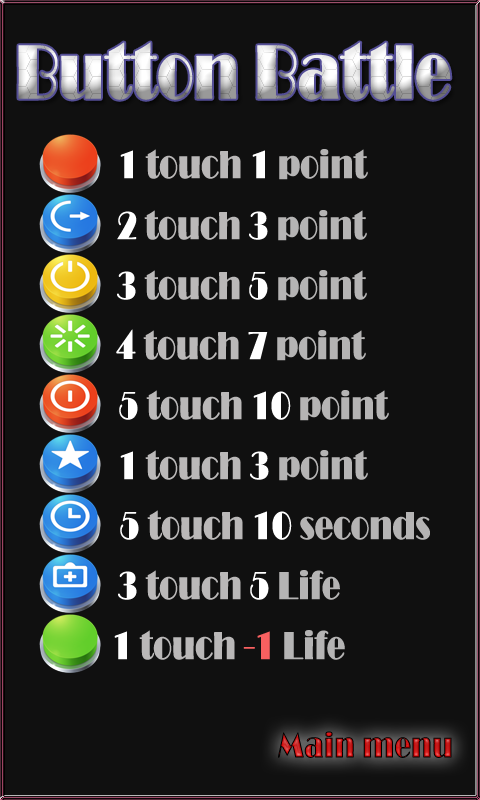 Button Battle
1 touch 1 point
2 touch 3 point
3 touch 5 point
4 touch 7 point
5 touch 10 point
1 touch 3 point
5 touch 10 seconds
3 touch 5 Life
1 touch -1 Life
Main menu